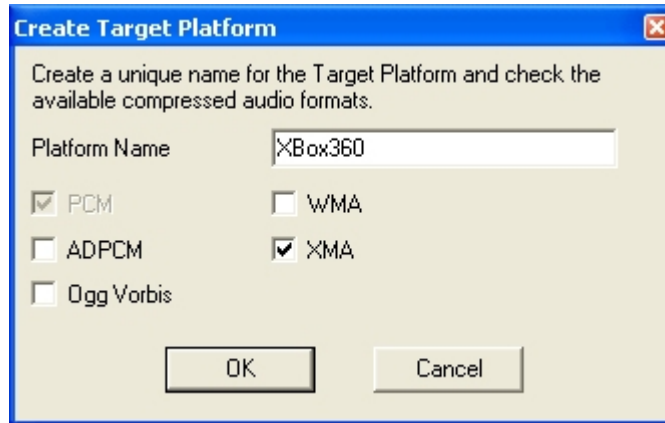 Create Target Platform
Create a unique name for the Target Platform and check the
available compressed audio formats.
Platform Name XBox360
PCM WMA
ADPCM XMA
Ogg Vorbis
OK Cancel